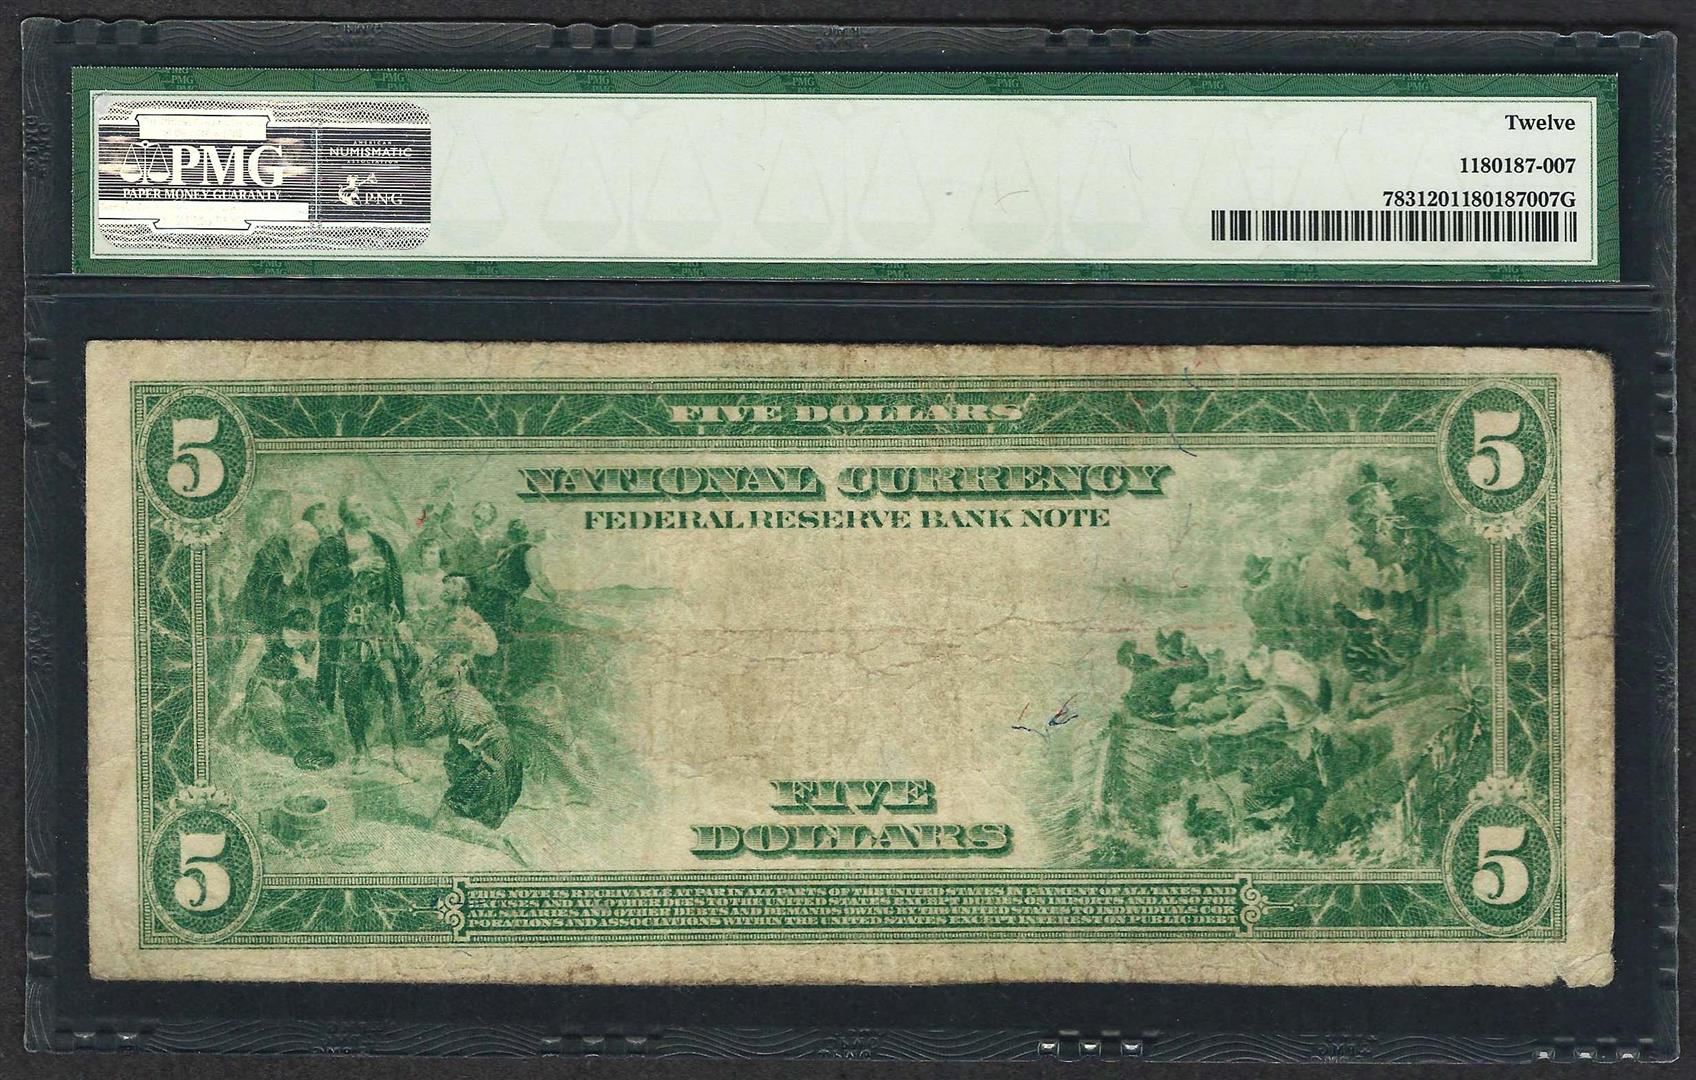 PMG
PAPER MONEY GUARANTY
AMERICAN
NUMISMATIC
ASSOCIATION
PNG
Twelve
1180187-007
7831201180187007G
5
FIVE DOLLARS
5
NATIONAL CURRENCY
FEDERAL RESERVE BANK NOTE
FIVE
DOLLARS
5
5
THIS NOTE IS RECEIVABLE AT PAR IN ALL PARTS OF THE UNITED STATES IN PAYMENT OF ALL TAXES AND
EXCISES AND ALL OTHER DUES TO THE UNITED STATES EXCEPT DUTIES ON IMPORTS AND ALSO FOR
ALL SALARIES AND OTHER DEBTS AND DEMANDS OWING BY THE UNITED STATES TO INDIVIDUALS COR
PORATIONS AND ASSOCIATIONS WITHIN THE UNITED STATES EXCEPT INTEREST ON PUBLIC DEBT